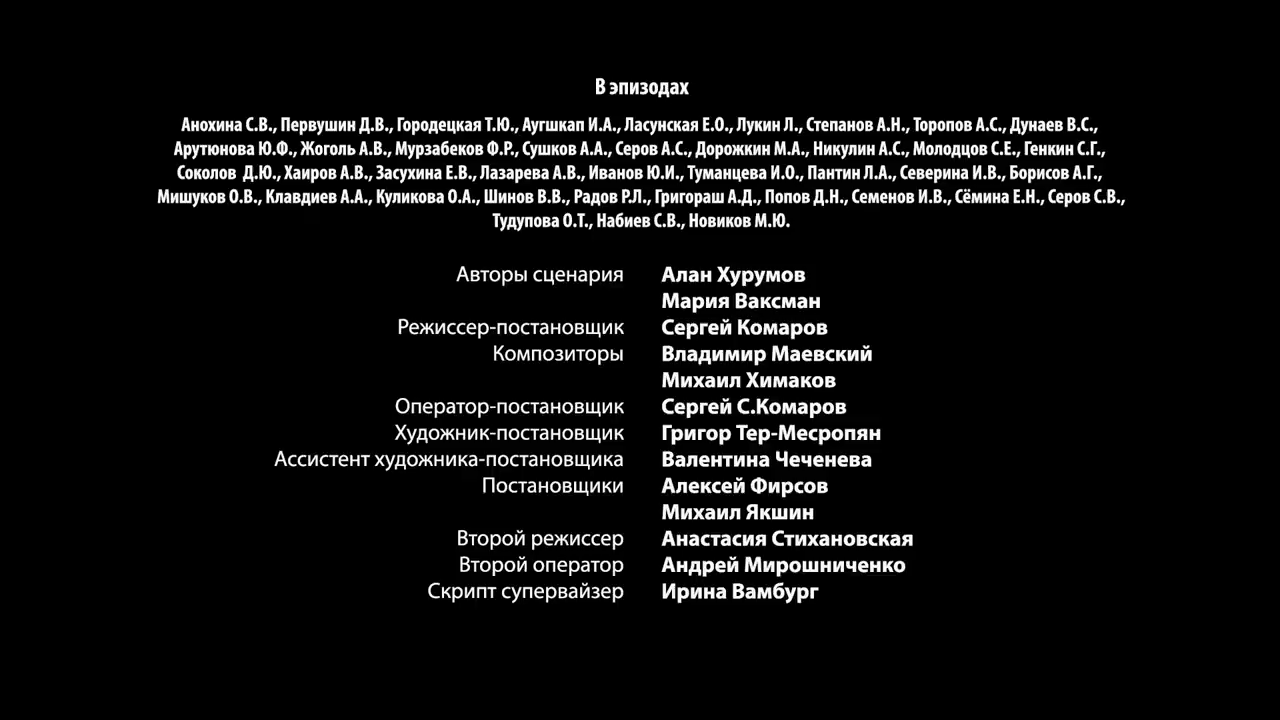 В эпизодах
Анохина С.В., Первушин Д.В., Городецкая Т.Ю., Аугшкап И.А., Ласунская Е.О., Лукин Л., Степанов А.Н., Торопов А.С., Дунаев В.С.,
Арутюнова Ю.Ф., Жоголь А.В., Мурзабеков Ф.Р., Сушков А.А., Серов А.С., Дорожкин М.А., Никулин А.С., Молодцов С.Е., Генкин С.Г.,
Соколов Д.Ю., Хаиров А.В., Засухина Е.В., Лазарева А.В., Иванов Ю.И., Туманцева И.О., Пантин Л.А., Северина И.В., Борисов А.Г.,
Мишуков О.В., Клавдиев А.А., Куликова О.А., Шинов В.В., Радов Р.Л., Григораш А.Д., Попов Д.Н., Семенов И.В., Сёмина Е.Н., Серов С.В.,
Тудупова О.Т., Набиев С.В., Новиков М.Ю.
Авторы сценария Алан Хурумов
Мария Ваксман
Режиссер-постановщик Сергей Комаров
Композиторы Владимир Маевский
Михаил Химаков
Оператор-постановщик Сергей С.Комаров
Художник-постановщик Григор Тер-Месропян
Ассистент художника-постановщика Валентина Чеченева
Постановщики Алексей Фирсов
Михаил Якшин
Второй режиссер Анастасия Стихановская
Второй оператор Андрей Мирошниченко
Скрипт супервайзер Ирина Вамбург